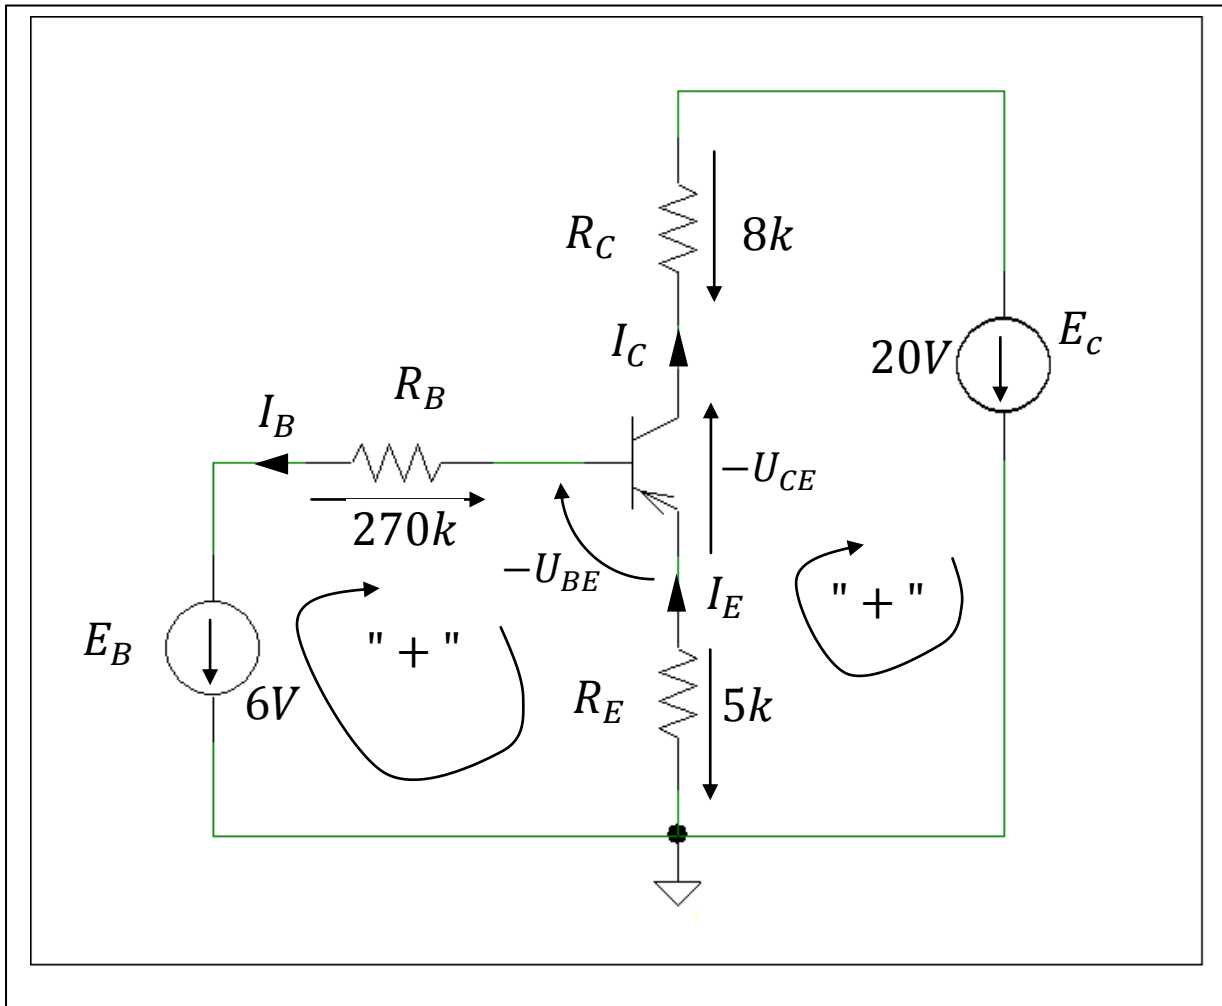 R_C
8k
I_C
20V
E_c
R_B
I_B
-U_CE
270k
-U_BE
I_E
" + "
E_B
" + "
6V
R_E
5k